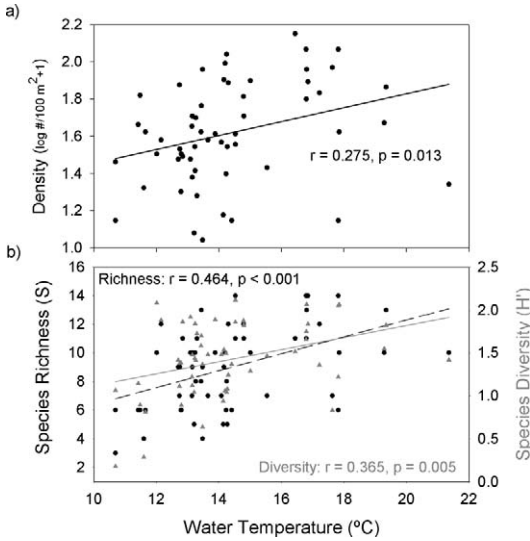 a)
2.2
2.0
1.8
1.6
1.4
1.2
1.0
Density (log #/100 m²+1)
r = 0.275, p = 0.013
b)
16
14
12
10
8
6
4
2
Species Richness (S)
Richness: r = 0.464, p < 0.001
Diversity: r = 0.365, p = 0.005
2.5
2.0
1.5
1.0
0.5
0.0
Species Diversity (H')
10 12 14 16 18 20 22
Water Temperature (ºC)